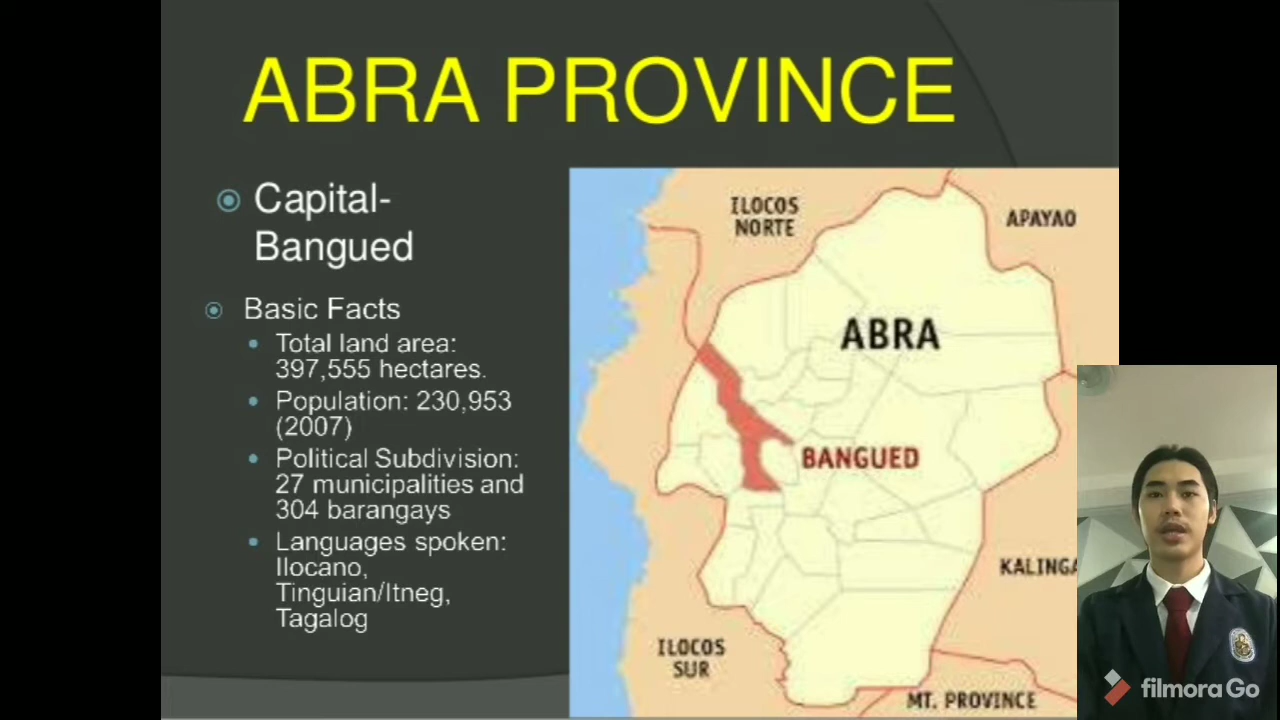 ABRA PROVINCE
Capital-
Bangued
Basic Facts
Total land area:
397,555 hectares.
Population: 230,953
(2007)
Political Subdivision:
27 municipalities and
304 barangays
Languages spoken:
Ilocano,
Tinguian/Itneg,
Tagalog
ILOCOS
NORTE
APAYAO
ABRA
BANGUED
KALINGA
ILOCOS
SUR
MT. PROVINCE
filmora Go